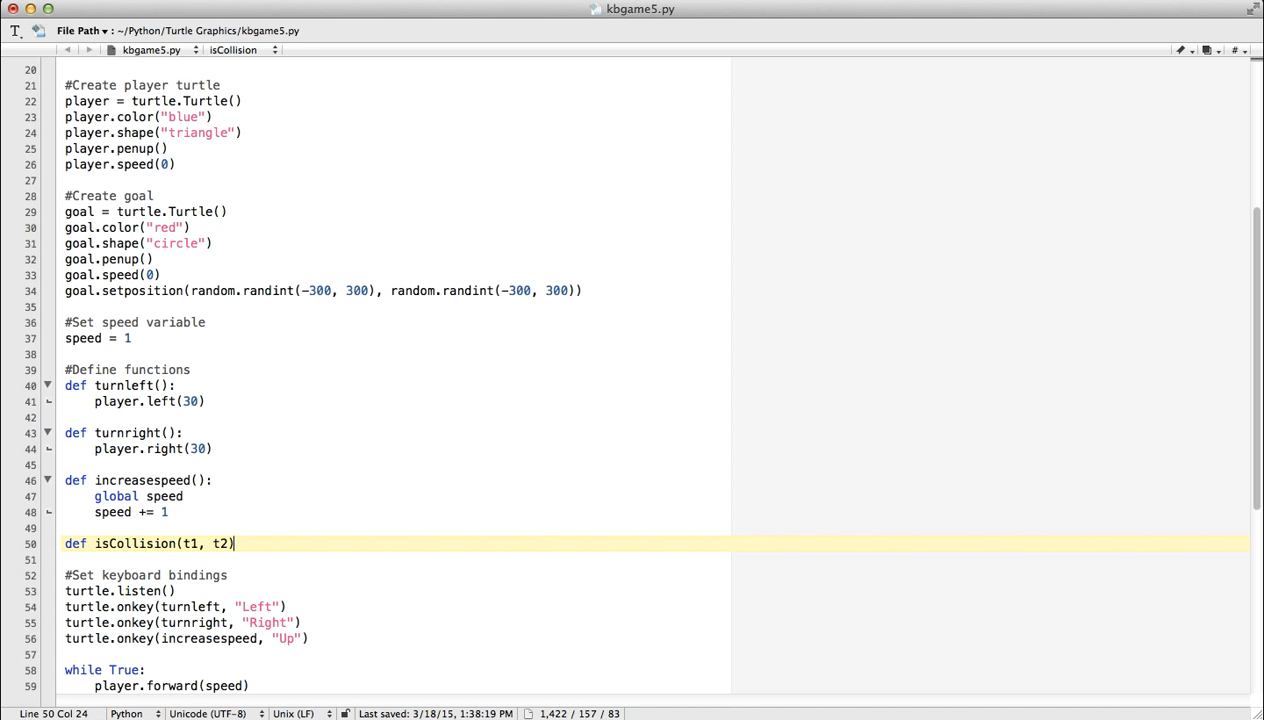 kbgame5.py
T File Path ▾ : ~/Python/Turtle Graphics/kbgame5.py
kbgame5.py isCollision #
20
21 #Create player turtle
22 player = turtle.Turtle()
23 player.color("blue")
24 player.shape("triangle")
25 player.penup()
26 player.speed(0)
27
28 #Create goal
29 goal = turtle.Turtle()
30 goal.color("red")
31 goal.shape("circle")
32 goal.penup()
33 goal.speed(0)
34 goal.setposition(random.randint(-300, 300), random.randint(-300, 300))
35
36 #Set speed variable
37 speed = 1
38
39 #Define functions
40 def turnleft():
41     player.left(30)
42
43 def turnright():
44     player.right(30)
45
46 def increasespeed():
47     global speed
48     speed += 1
49
50 def isCollision(t1, t2)
51
52 #Set keyboard bindings
53 turtle.listen()
54 turtle.onkey(turnleft, "Left")
55 turtle.onkey(turnright, "Right")
56 turtle.onkey(increasespeed, "Up")
57
58 while True:
59     player.forward(speed)
Line 50 Col 24 Python Unicode (UTF-8) Unix (LF) Last saved: 3/18/15, 1:38:19 PM 1,422 / 157 / 83